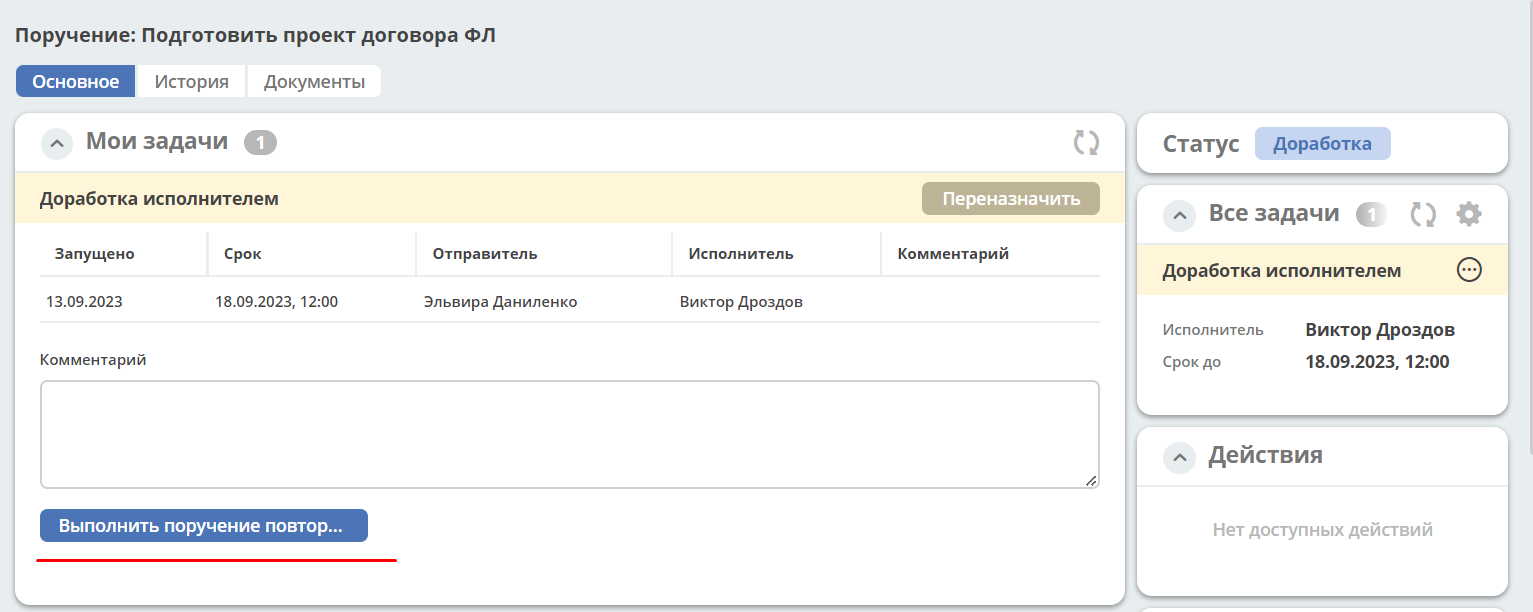 Поручение: Подготовить проект договора ФЛ
Основное История Документы
Мои задачи 1
Доработка исполнителем Переназначить
Запущено Срок Отправитель Исполнитель Комментарий
13.09.2023 18.09.2023, 12:00 Эльвира Даниленко Виктор Дроздов
Комментарий
Выполнить поручение повтор...
Статус Доработка
Все задачи 1
Доработка исполнителем
Исполнитель Виктор Дроздов
Срок до 18.09.2023, 12:00
Действия
Нет доступных действий